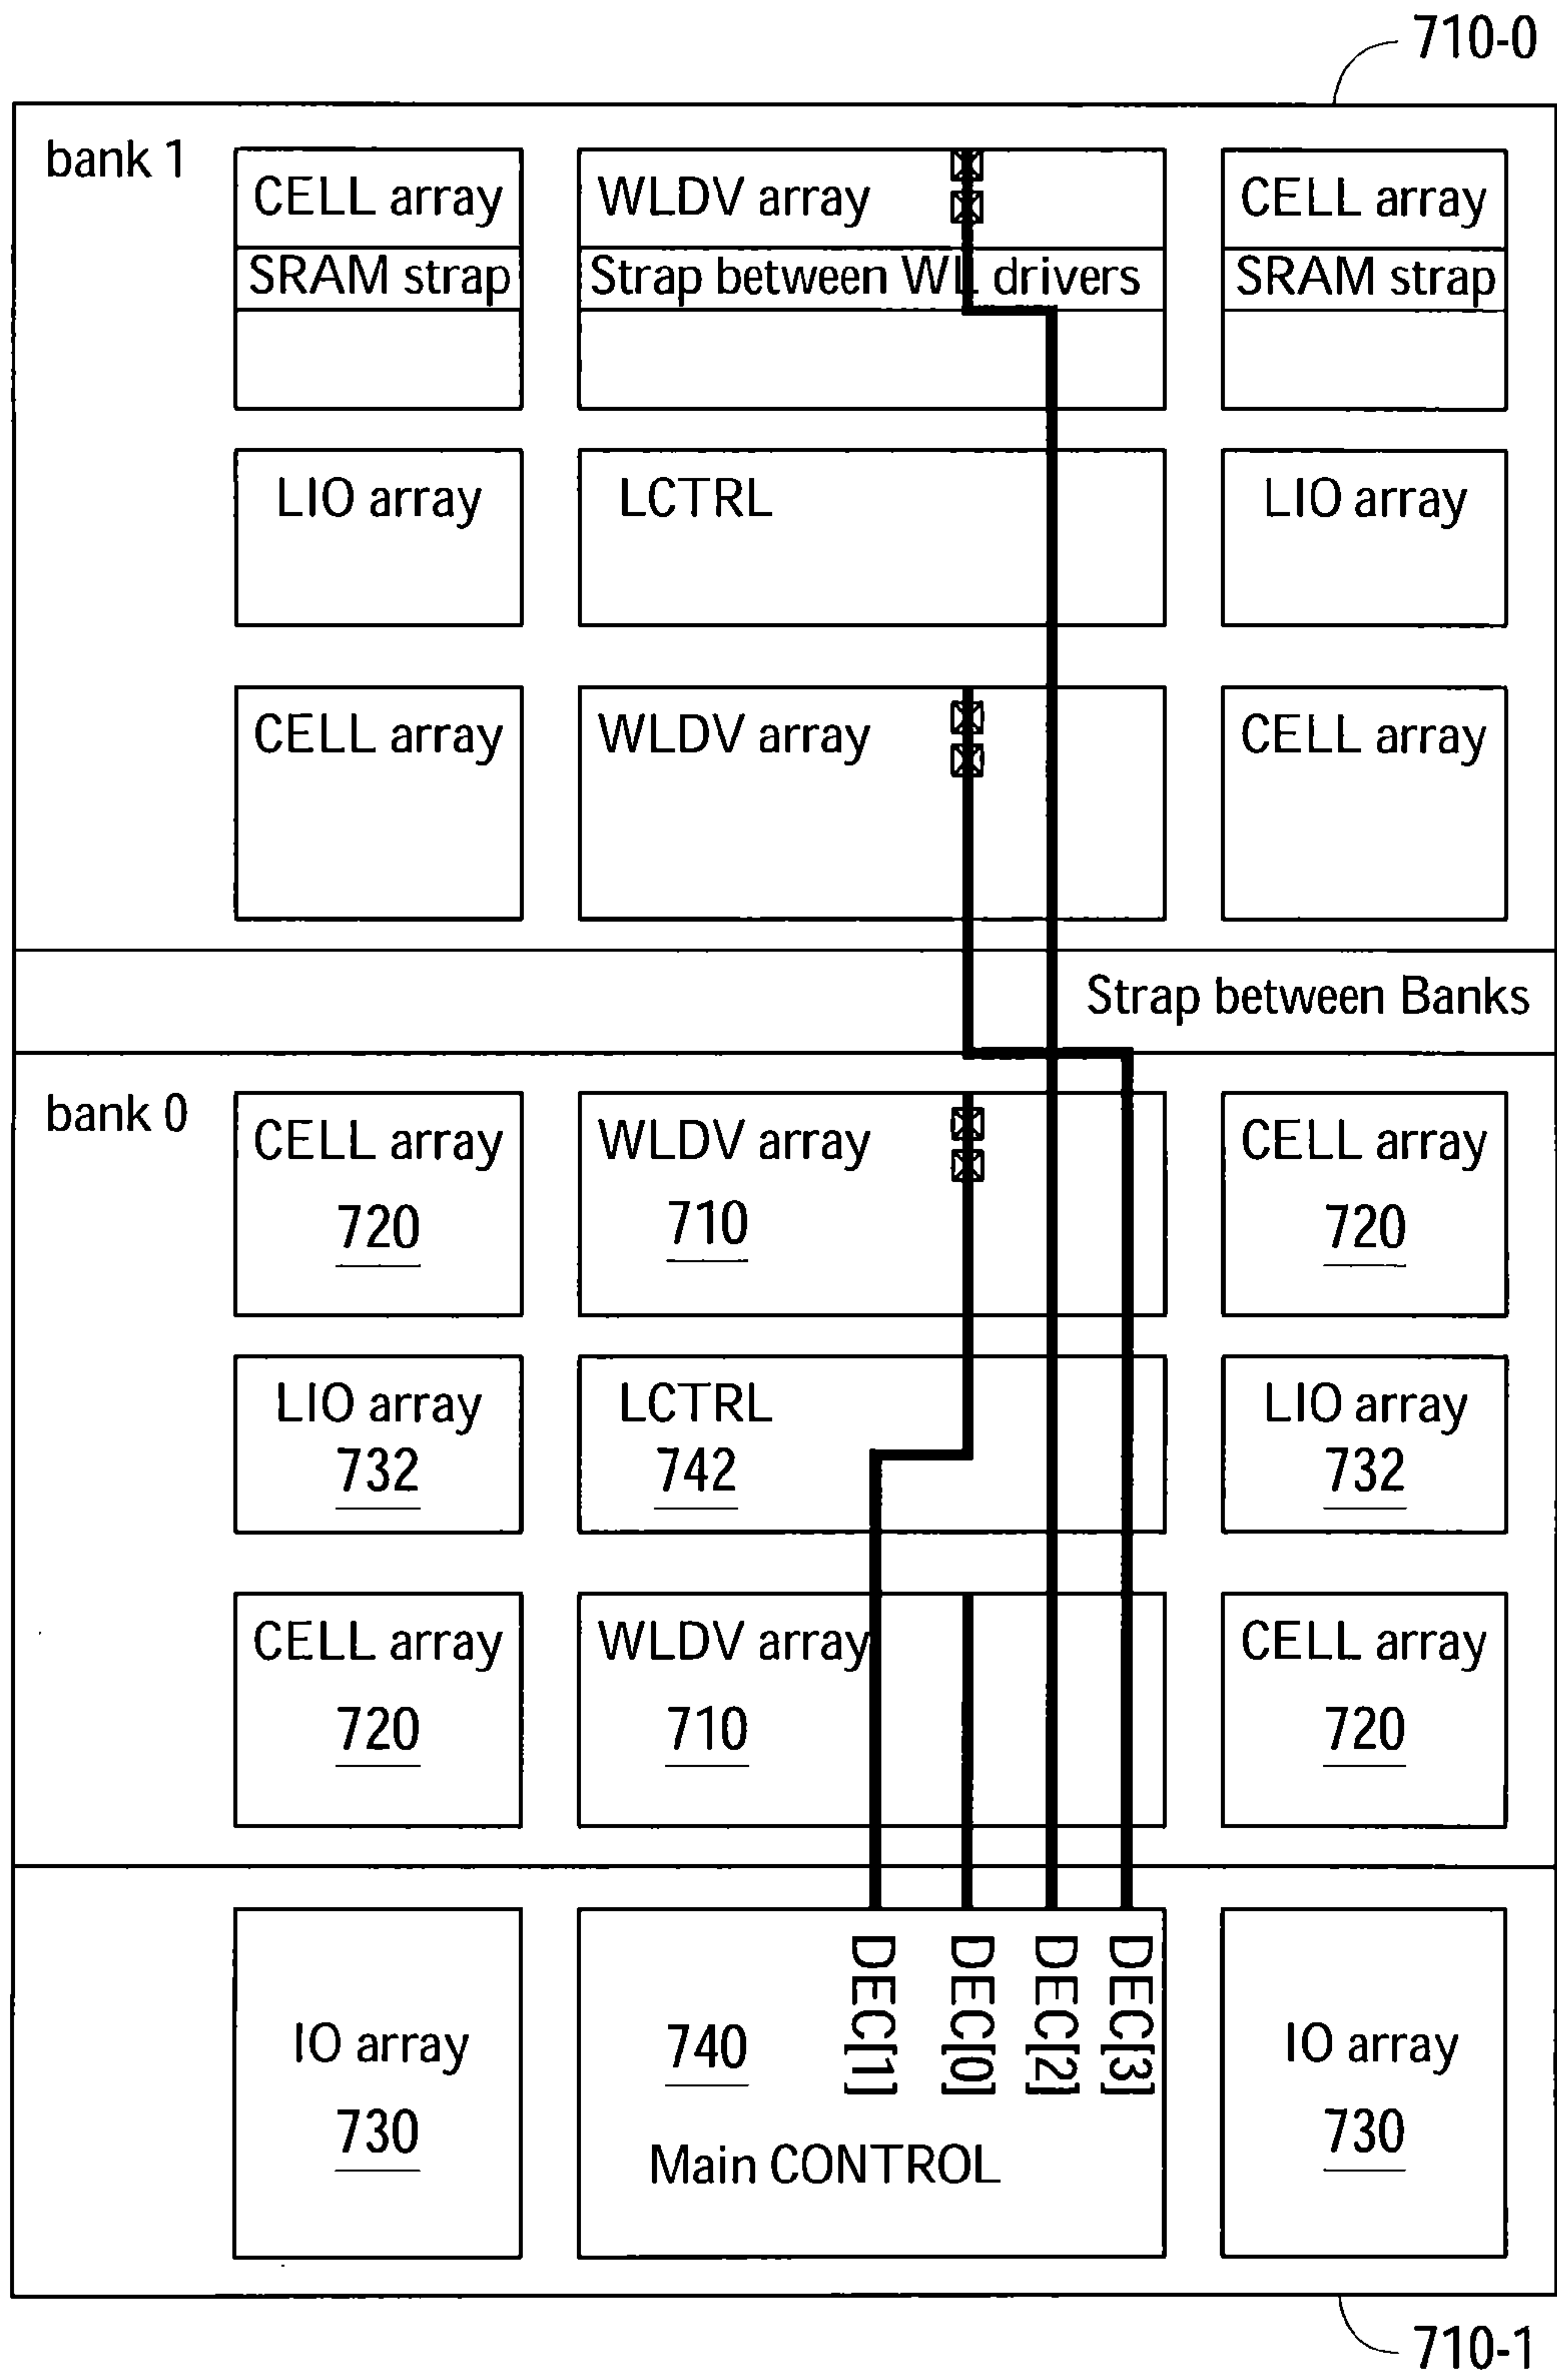 710-0
bank 1
CELL array
WLDV array
CELL array
SRAM strap
Strap between WL drivers
SRAM strap
LIO array
LCTRL
LIO array
CELL array
WLDV array
CELL array
Strap between Banks
bank 0
CELL array
WLDV array
CELL array
720
710
720
LIO array
LCTRL
LIO array
732
742
732
CELL array
WLDV array
CELL array
720
710
720
DEC[1]
DEC[0]
DEC[2]
DEC[3]
IO array
740
IO array
730
Main CONTROL
730
710-1